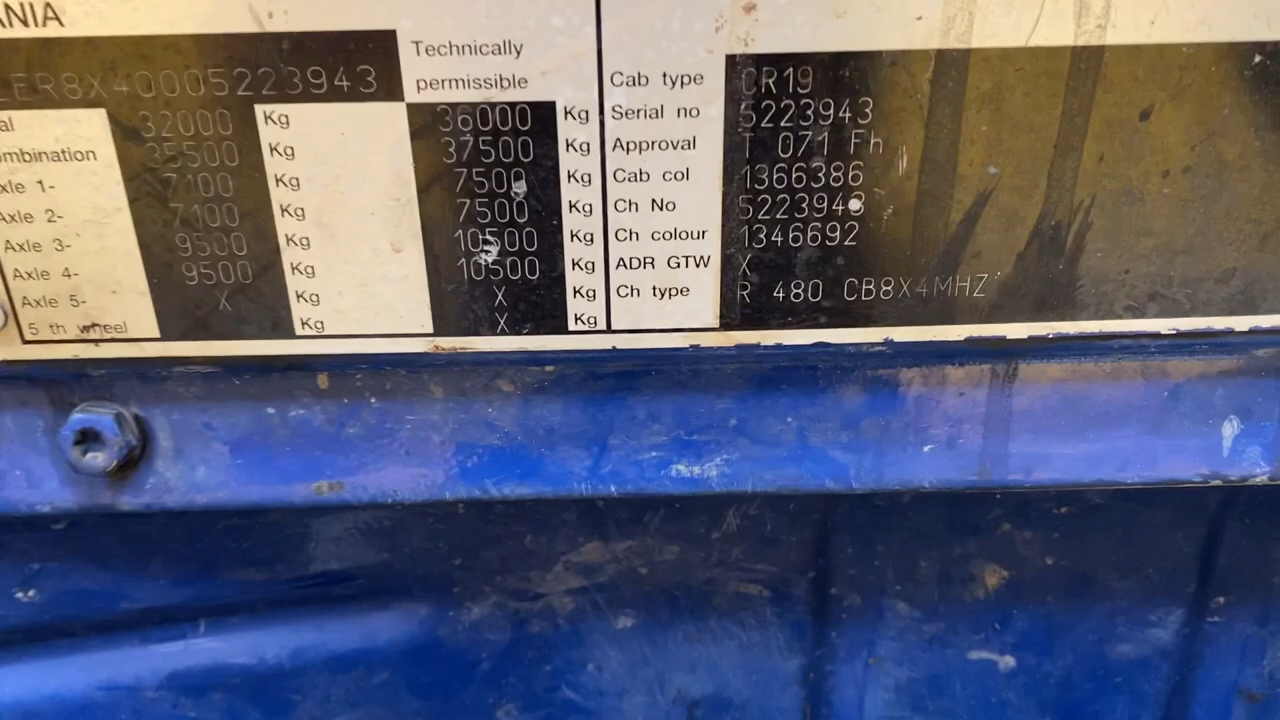 ANIA
LER8X40005223943
Technically
permissible
al 32000 Kg 36000 Kg
ombination 35500 Kg 37500 Kg
xle 1- 7100 Kg 7500 Kg
Axle 2- 7100 Kg 7500 Kg
Axle 3- 9500 Kg 10500 Kg
Axle 4- 9500 Kg 10500 Kg
Axle 5- X Kg X Kg
5 th wheel Kg X Kg
Cab type CR19
Serial no 5223943
Approval T 071 Fh
Cab col 1366386
Ch No 5223943
Ch colour 1346692
ADR GTW X
Ch type R 480 CB8X4MHZ